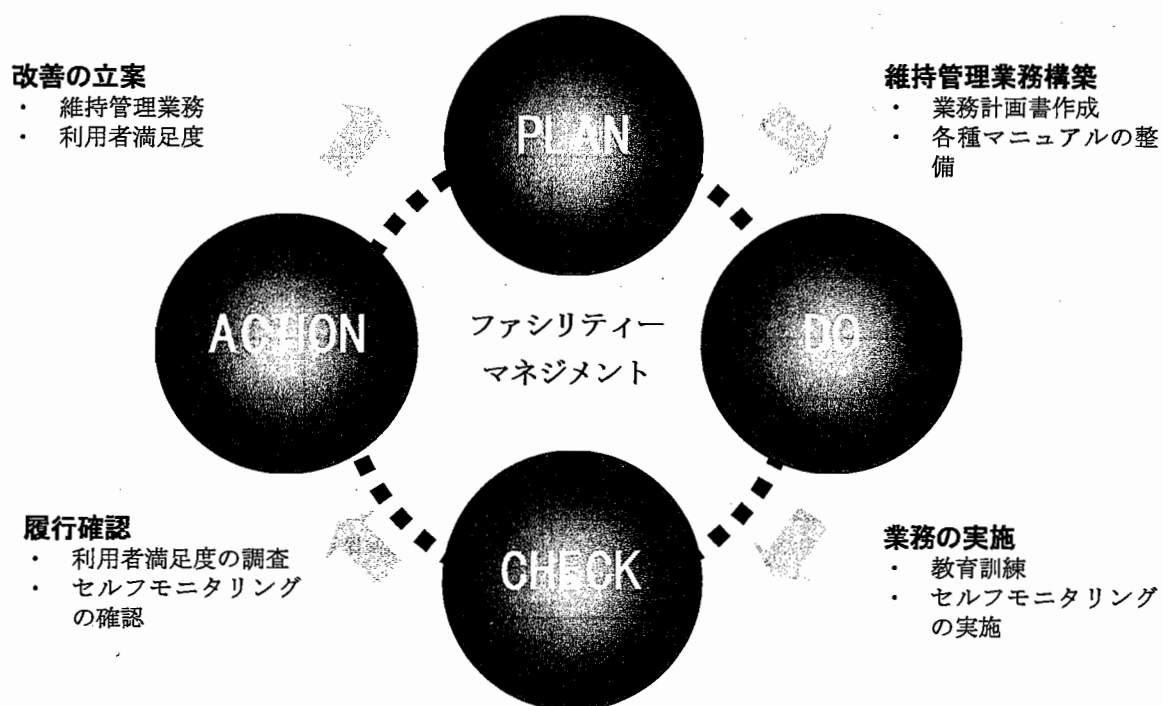 改善の立案
・ 維持管理業務
・ 利用者満足度
PLAN
維持管理業務構築
・ 業務計画書作成
・ 各種マニュアルの整
備
ACTION
ファシリティー
マネジメント
DO
履行確認
・ 利用者満足度の調査
・ セルフモニタリング
の確認
CHECK
業務の実施
・ 教育訓練
・ セルフモニタリング
の実施